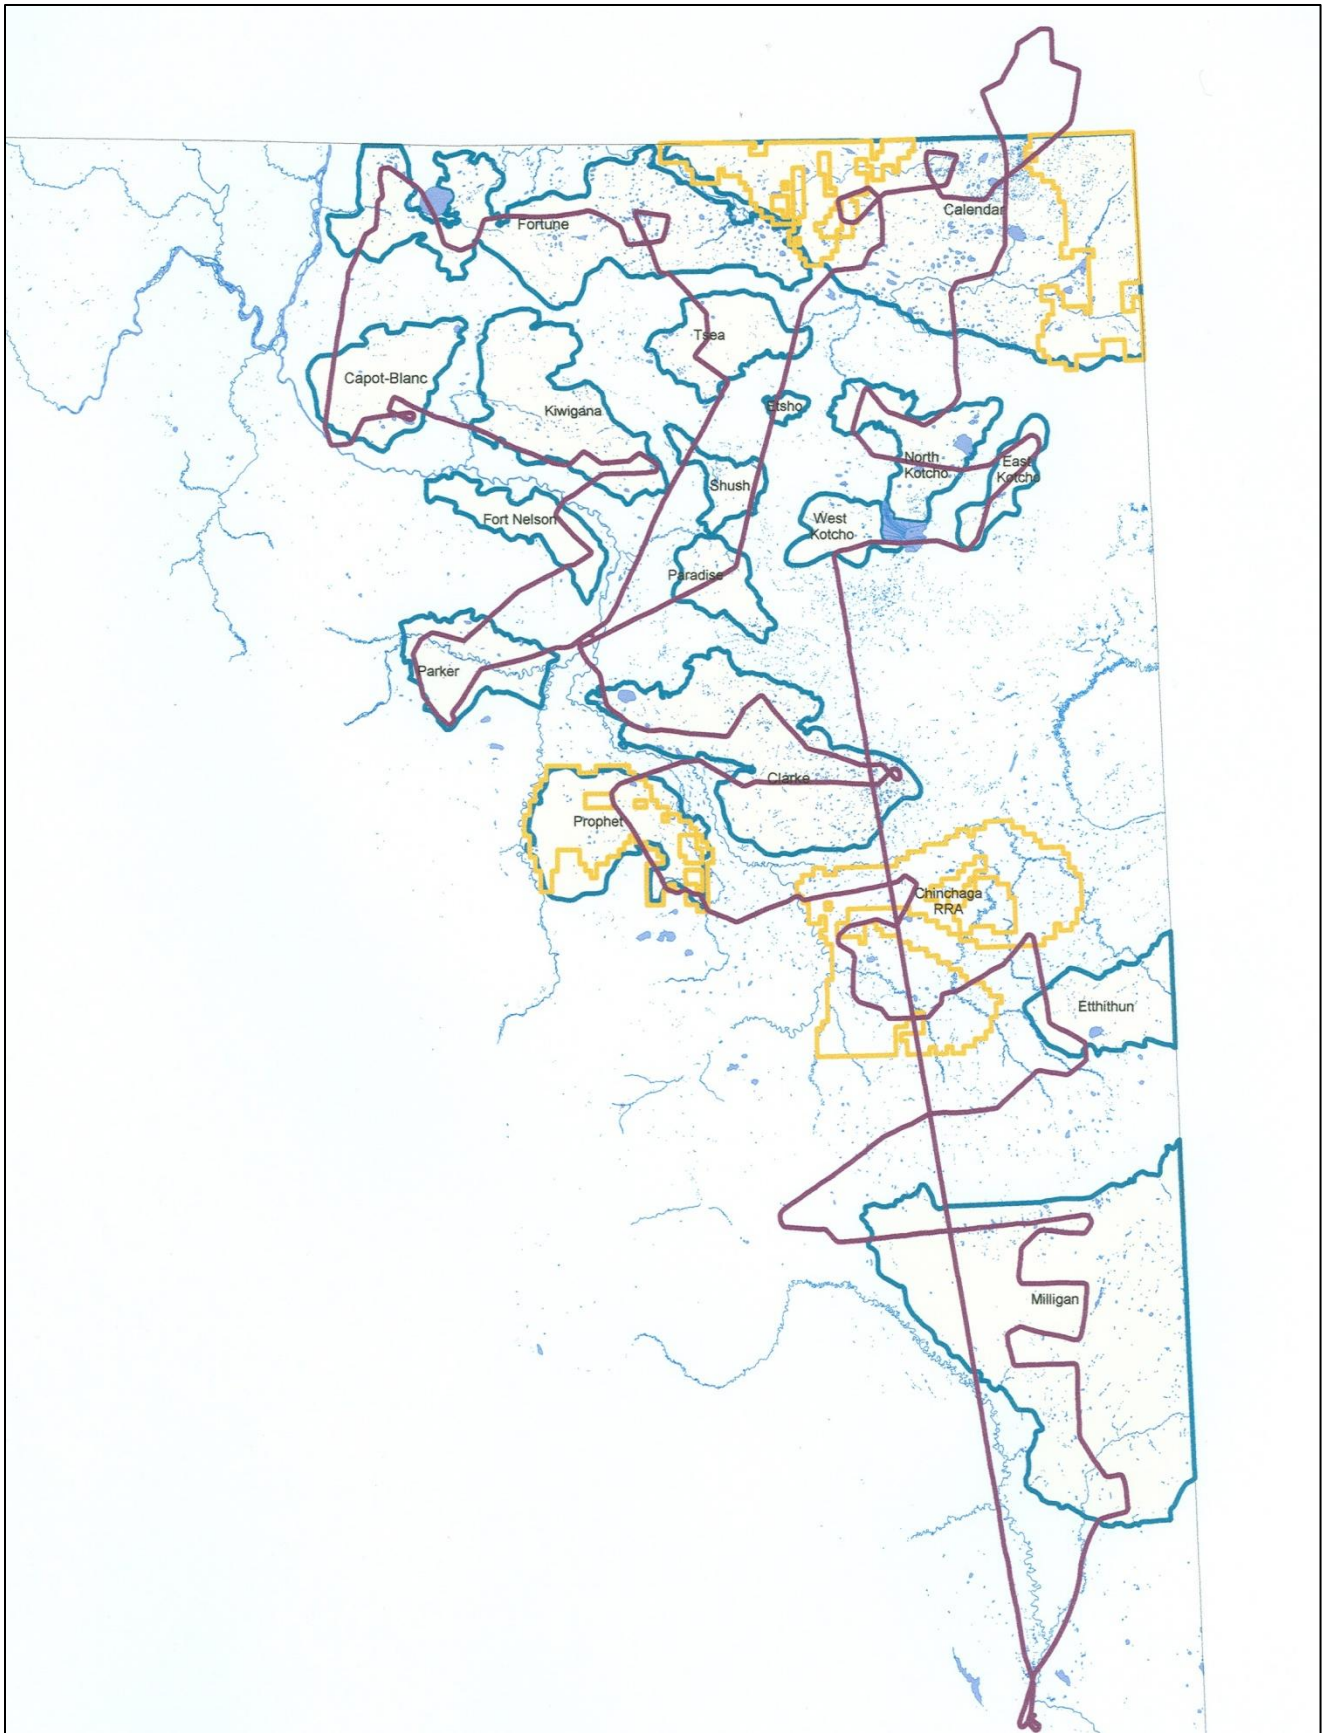 Calendar
Fortune
Tsea
Capot-Blanc
Kiwigana
Etsho
North
Kotcho
East
Kotcho
Shush
Fort Nelson
West
Kotcho
Paradise
Parker
Clarke
Prophet
Chinchaga
RRA
Etthithun
Milligan